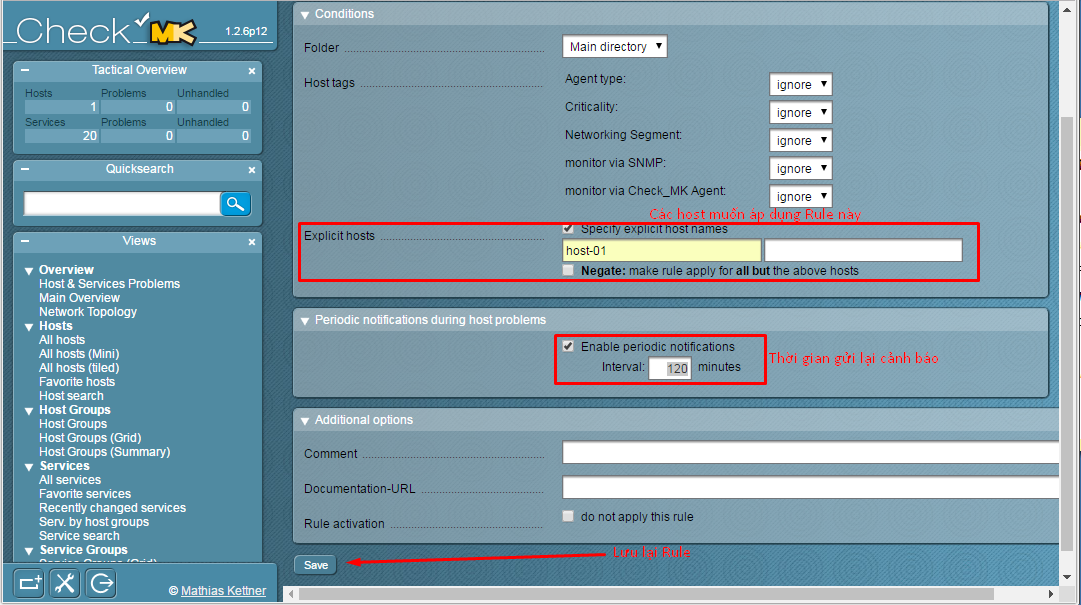 Check MK 1.2.6p12
Tactical Overview
Hosts Problems Unhandled
1 0 0
Services Problems Unhandled
20 0 0
Quicksearch
Views
Overview
Host & Services Problems
Main Overview
Network Topology
Hosts
All hosts
All hosts (Mini)
All hosts (tiled)
Favorite hosts
Host search
Host Groups
Host Groups
Host Groups (Grid)
Host Groups (Summary)
Services
All services
Favorite services
Recently changed services
Serv. by host groups
Service search
Service Groups
Service Groups (Grid)
© Mathias Kettner
Conditions
Folder Main directory
Host tags Agent type: ignore
Criticality: ignore
Networking Segment: ignore
monitor via SNMP: ignore
monitor via Check_MK Agent: ignore
Các host muốn áp dụng Rule này
Explicit hosts Specify explicit host names
host-01
Negate: make rule apply for all but the above hosts
Periodic notifications during host problems
Enable periodic notifications
Interval: 120 minutes
Thời gian gửi lại cảnh báo
Additional options
Comment
Documentation-URL
Rule activation do not apply this rule
Save
Lưu lại Rule